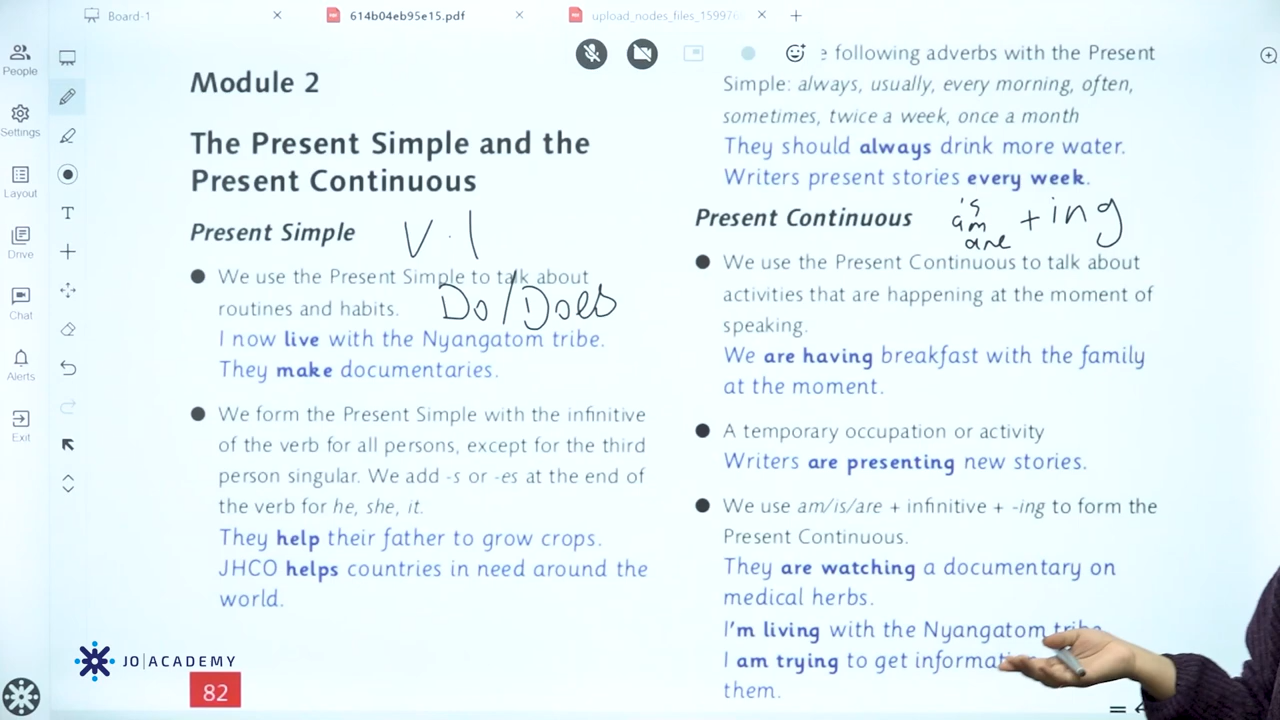 Board-1
614b04eb95e15.pdf
upload_nodes_files_15997
People
Settings
Layout
Drive
Chat
Alerts
Exit
T
Module 2
The Present Simple and the
Present Continuous
Present Simple V.1
We use the Present Simple to talk about
routines and habits. Do/Does
I now live with the Nyangatom tribe.
They make documentaries.
We form the Present Simple with the infinitive
of the verb for all persons, except for the third
person singular. We add -s or -es at the end of
the verb for he, she, it.
They help their father to grow crops.
JHCO helps countries in need around the
world.
JO|ACADEMY
82
following adverbs with the Present
Simple: always, usually, every morning, often,
sometimes, twice a week, once a month
They should always drink more water.
Writers present stories every week.
Present Continuous is am are + ing
We use the Present Continuous to talk about
activities that are happening at the moment of
speaking.
We are having breakfast with the family
at the moment.
A temporary occupation or activity
Writers are presenting new stories.
We use am/is/are + infinitive + -ing to form the
Present Continuous.
They are watching a documentary on
medical herbs.
I'm living with the Nyangatom tribe
I am trying to get informati
them.